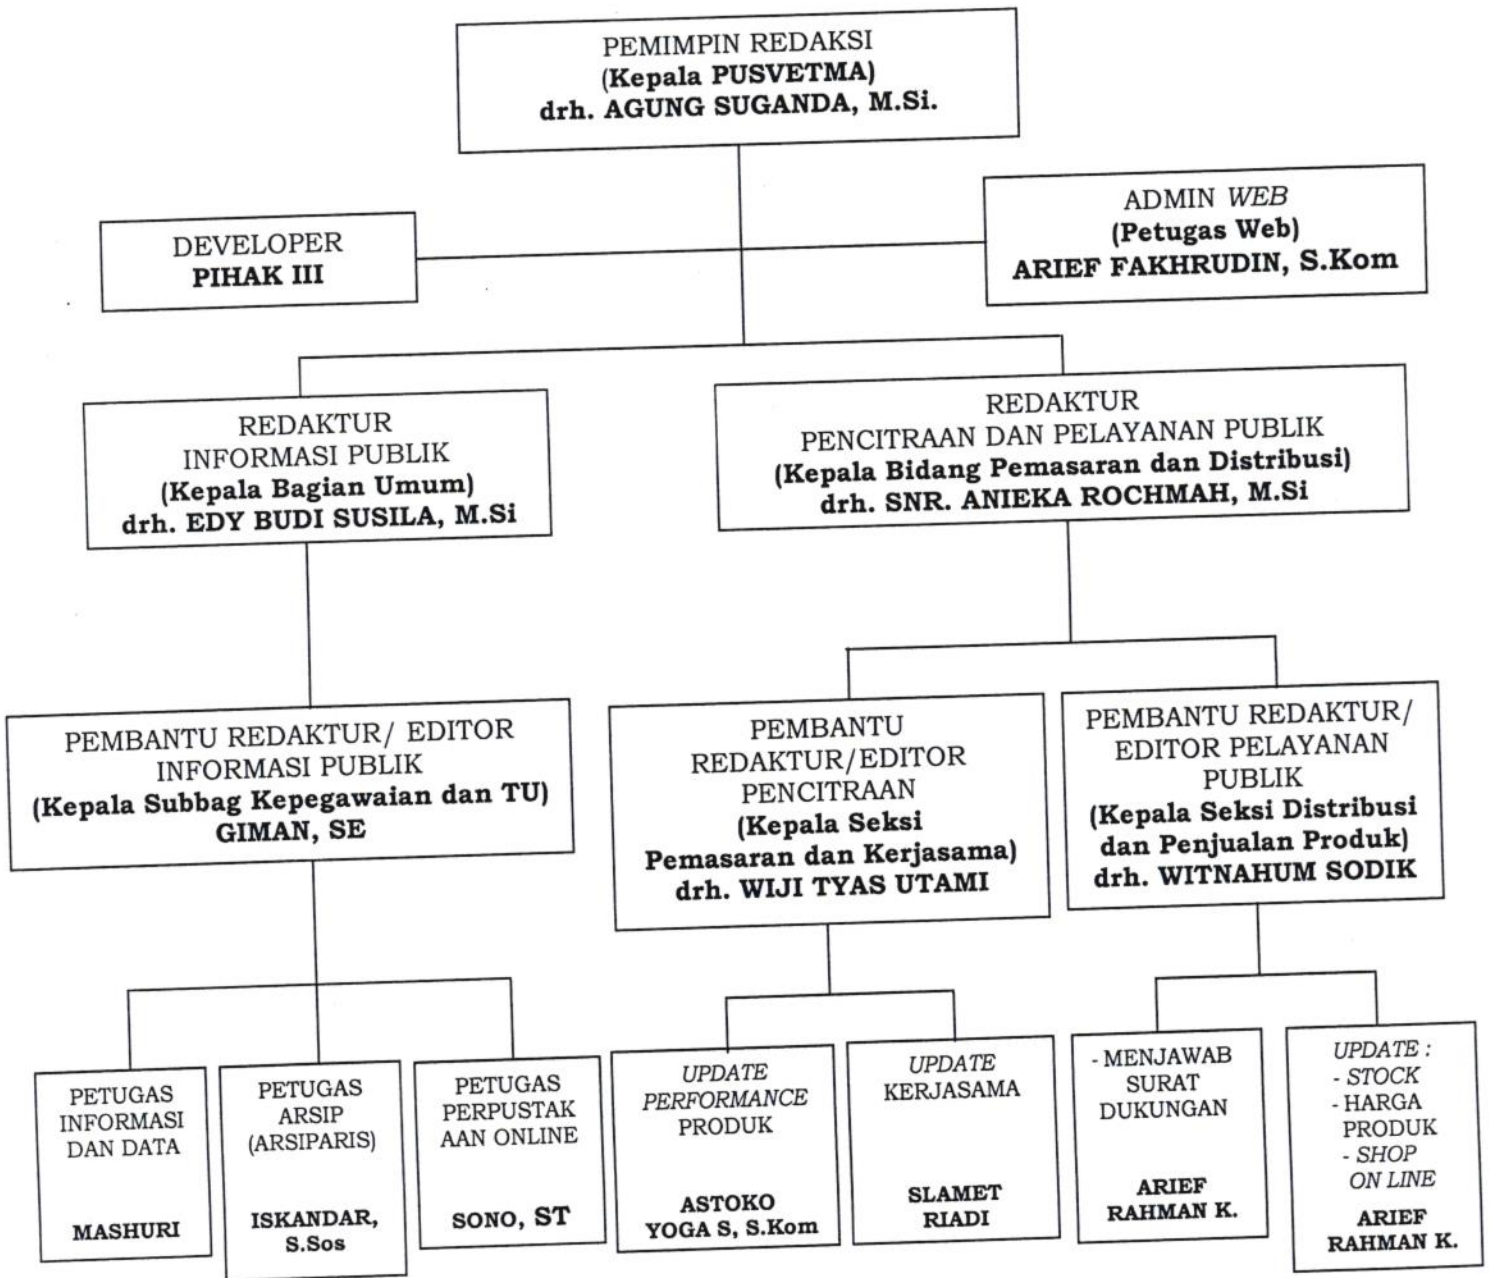 PEMIMPIN REDAKSI
(Kepala PUSVETMA)
drh. AGUNG SUGANDA, M.Si.
DEVELOPER
PIHAK III
ADMIN WEB
(Petugas Web)
ARIEF FAKHRUDIN, S.Kom
REDAKTUR
INFORMASI PUBLIK
(Kepala Bagian Umum)
drh. EDY BUDI SUSILA, M.Si
REDAKTUR
PENCITRAAN DAN PELAYANAN PUBLIK
(Kepala Bidang Pemasaran dan Distribusi)
drh. SNR. ANIEKA ROCHMAH, M.Si
PEMBANTU REDAKTUR/ EDITOR
INFORMASI PUBLIK
(Kepala Subbag Kepegawaian dan TU)
GIMAN, SE
PEMBANTU
REDAKTUR/EDITOR
PENCITRAAN
(Kepala Seksi
Pemasaran dan Kerjasama)
drh. WIJI TYAS UTAMI
PEMBANTU REDAKTUR/
EDITOR PELAYANAN
PUBLIK
(Kepala Seksi Distribusi
dan Penjualan Produk)
drh. WITNAHUM SODIK
PETUGAS
INFORMASI
DAN DATA
MASHURI
PETUGAS
ARSIP
(ARSIPARIS)
ISKANDAR,
S.Sos
PETUGAS
PERPUSTAK
AAN ONLINE
SONO, ST
UPDATE
PERFORMANCE
PRODUK
ASTOKO
YOGA S, S.Kom
UPDATE
KERJASAMA
SLAMET
RIADI
- MENJAWAB
SURAT
DUKUNGAN
ARIEF
RAHMAN K.
UPDATE :
- STOCK
- HARGA
PRODUK
- SHOP
ON LINE
ARIEF
RAHMAN K.